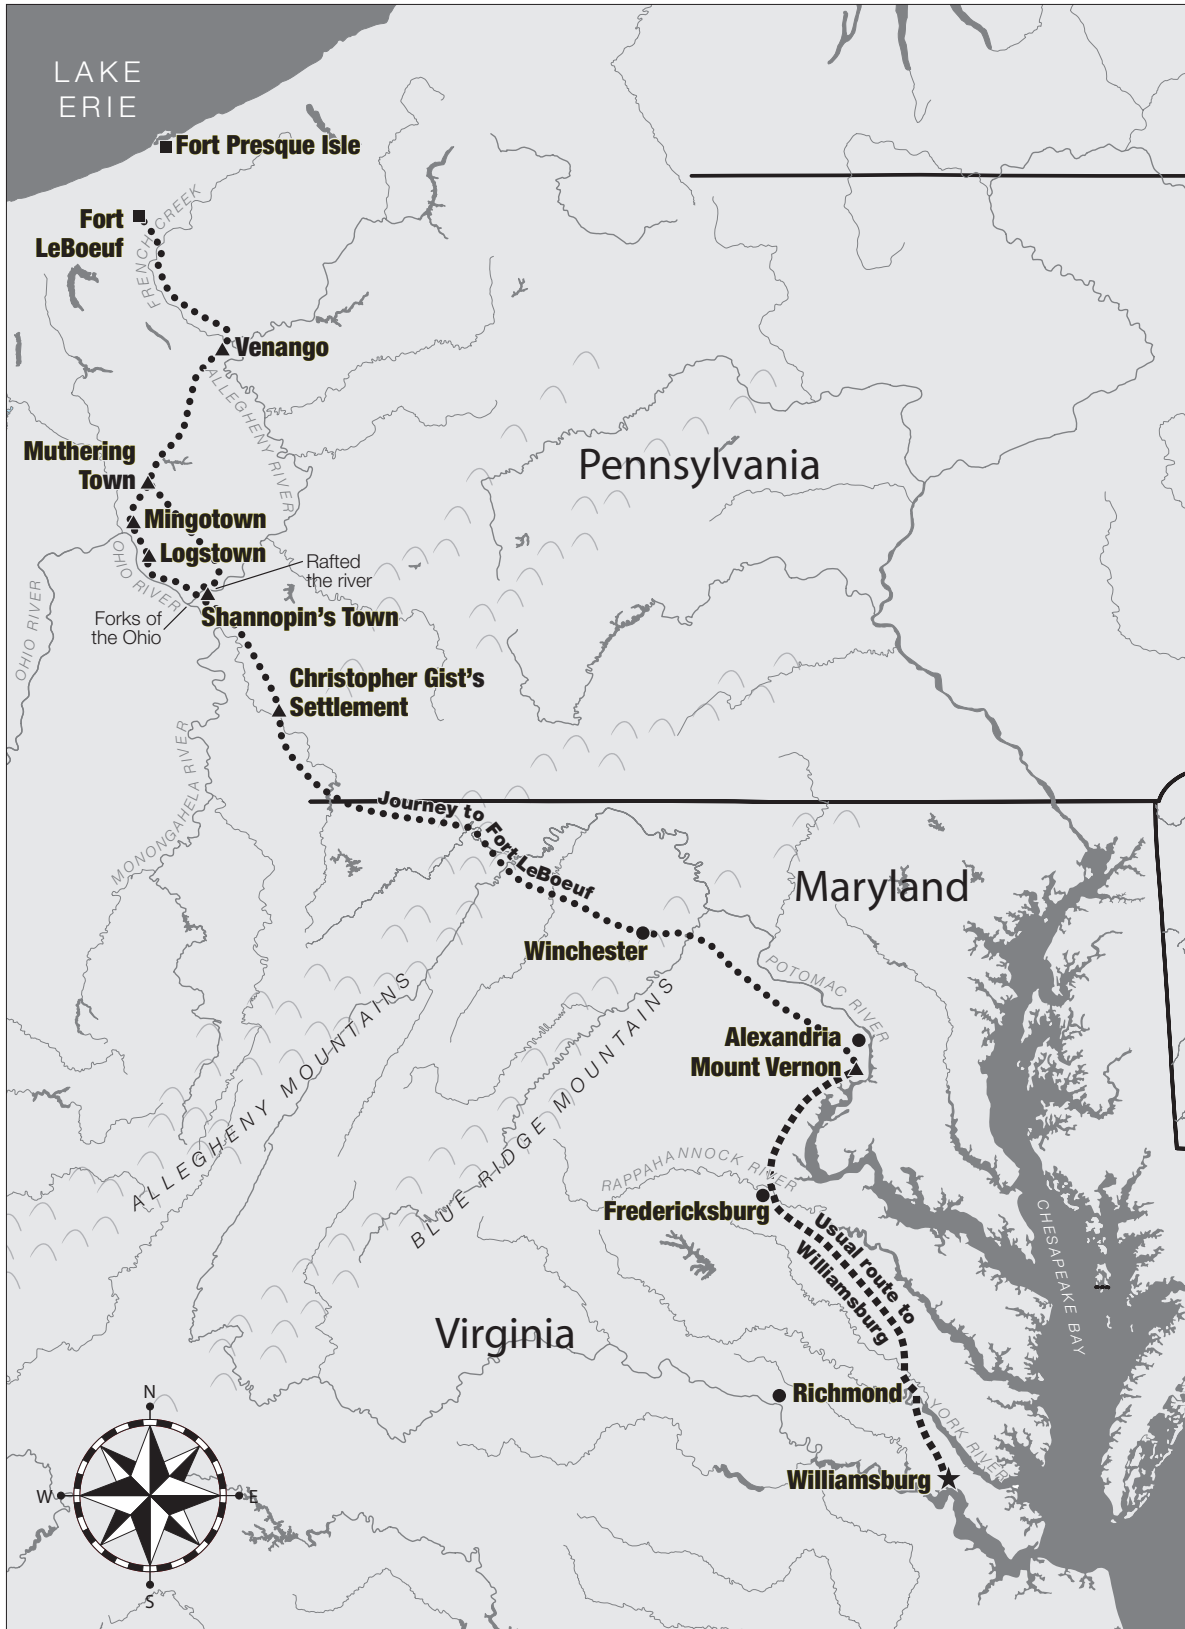 LAKE
ERIE
Fort Presque Isle
Fort
LeBoeuf
FRENCH CREEK
Venango
ALLEGHENY RIVER
Muthering
Town
Pennsylvania
Mingotown
Logstown
OHIO RIVER
Rafted
the river
OHIO RIVER
Forks of
the Ohio
Shannopin's Town
Christopher Gist's
Settlement
MONONGAHELA RIVER
Journey to Fort LeBoeuf
Maryland
Winchester
POTOMAC RIVER
ALLEGHENY MOUNTAINS
BLUE RIDGE MOUNTAINS
Alexandria
Mount Vernon
RAPPAHANNOCK RIVER
Fredericksburg
Usual route to
Williamsburg
CHESAPEAKE BAY
Virginia
Richmond
YORK RIVER
Williamsburg
N
W
E
S